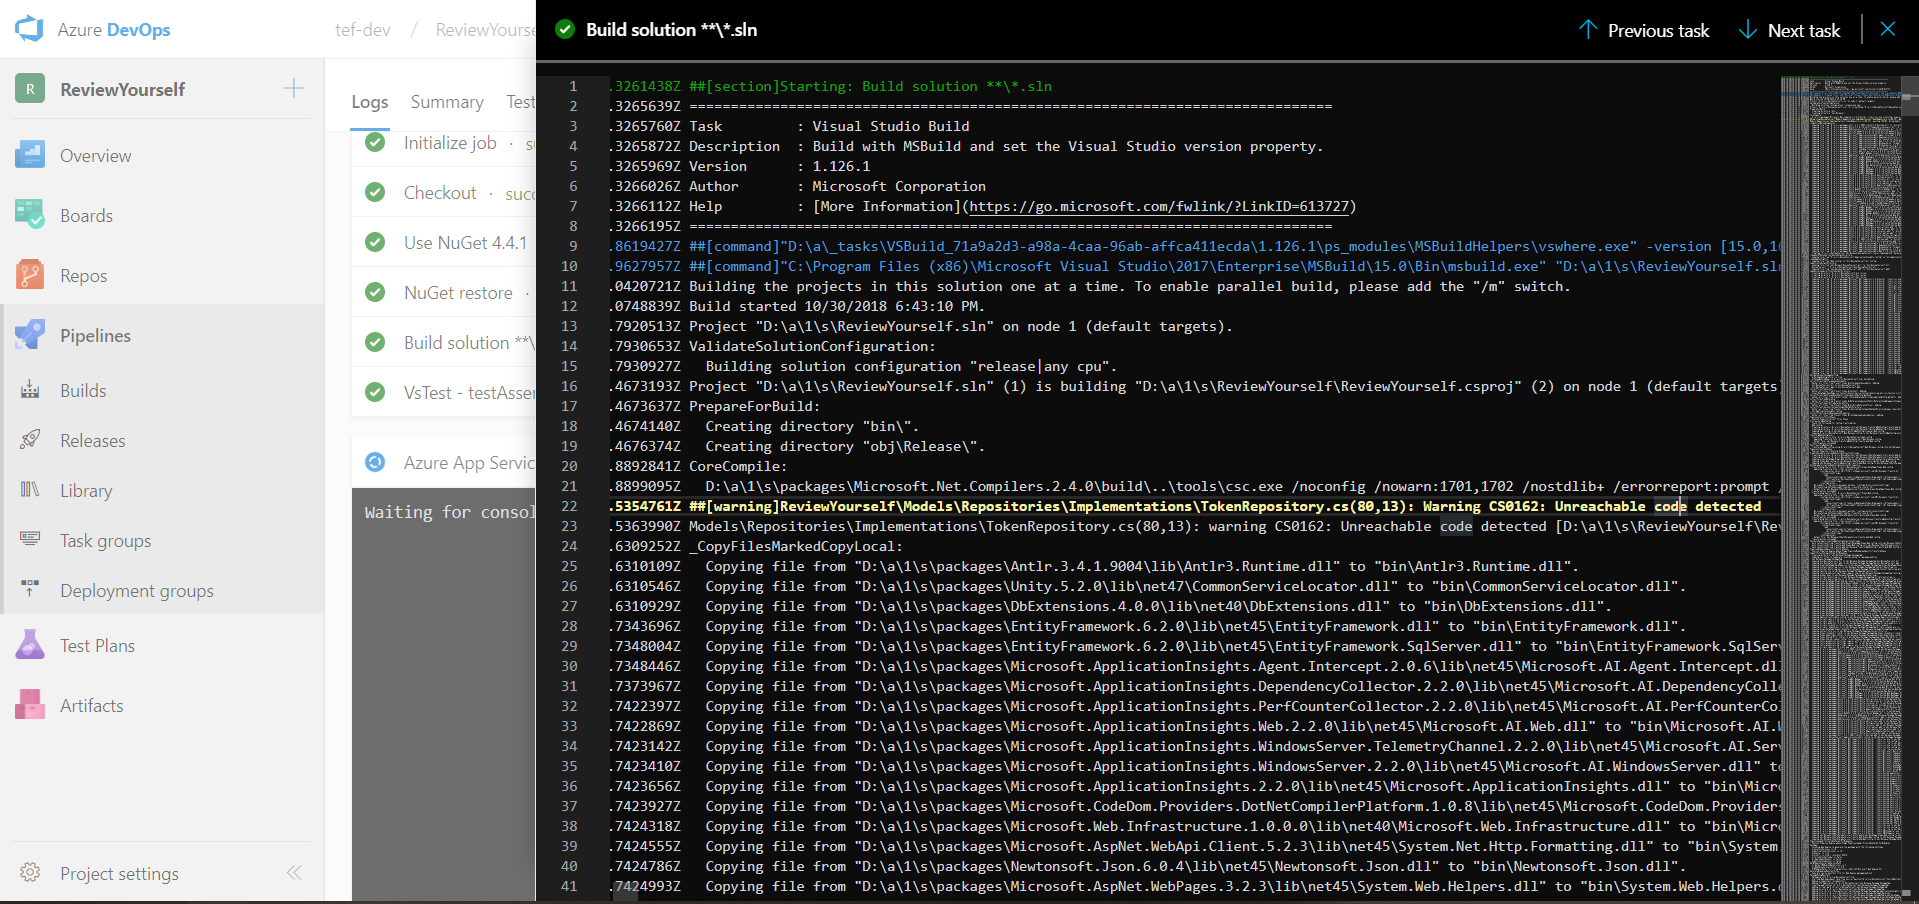 Azure DevOps
tef-dev / ReviewYourse
R ReviewYourself
Overview
Boards
Repos
Pipelines
Builds
Releases
Library
Task groups
Deployment groups
Test Plans
Artifacts
Project settings
Logs Summary Test
Initialize job · s
Checkout · succ
Use NuGet 4.4.1
NuGet restore ·
Build solution **\
VsTest - testAsse
Azure App Servic
Waiting for consol
Build solution **\*.sln
Previous task Next task
1 .3261438Z ##[section]Starting: Build solution **\*.sln
2 .3265639Z ==============================================================================
3 .3265760Z Task : Visual Studio Build
4 .3265872Z Description : Build with MSBuild and set the Visual Studio version property.
5 .3265969Z Version : 1.126.1
6 .3266026Z Author : Microsoft Corporation
7 .3266112Z Help : [More Information](https://go.microsoft.com/fwlink/?LinkID=613727)
8 .3266195Z ==============================================================================
9 .8619427Z ##[command]"D:\a\_tasks\VSBuild_71a9a2d3-a98a-4caa-96ab-affca411ecda\1.126.1\ps_modules\MSBuildHelpers\vswhere.exe" -version [15.0,16
10 .9627957Z ##[command]"C:\Program Files (x86)\Microsoft Visual Studio\2017\Enterprise\MSBuild\15.0\Bin\msbuild.exe" "D:\a\1\s\ReviewYourself.sln
11 .0420721Z Building the projects in this solution one at a time. To enable parallel build, please add the "/m" switch.
12 .0748839Z Build started 10/30/2018 6:43:10 PM.
13 .7920513Z Project "D:\a\1\s\ReviewYourself.sln" on node 1 (default targets).
14 .7930653Z ValidateSolutionConfiguration:
15 .7930927Z Building solution configuration "release|any cpu".
16 .4673193Z Project "D:\a\1\s\ReviewYourself.sln" (1) is building "D:\a\1\s\ReviewYourself\ReviewYourself.csproj" (2) on node 1 (default targets)
17 .4673637Z PrepareForBuild:
18 .4674140Z Creating directory "bin\".
19 .4676374Z Creating directory "obj\Release\".
20 .8892841Z CoreCompile:
21 .8899095Z D:\a\1\s\packages\Microsoft.Net.Compilers.2.4.0\build\..\tools\csc.exe /noconfig /nowarn:1701,1702 /nostdlib+ /errorreport:prompt /
22 .5354761Z ##[warning]ReviewYourself\Models\Repositories\Implementations\TokenRepository.cs(80,13): Warning CS0162: Unreachable code detected
23 .5363990Z Models\Repositories\Implementations\TokenRepository.cs(80,13): warning CS0162: Unreachable code detected [D:\a\1\s\ReviewYourself\Rev
24 .6309252Z _CopyFilesMarkedCopyLocal:
25 .6310109Z Copying file from "D:\a\1\s\packages\Antlr.3.4.1.9004\lib\Antlr3.Runtime.dll" to "bin\Antlr3.Runtime.dll".
26 .6310546Z Copying file from "D:\a\1\s\packages\Unity.5.2.0\lib\net47\CommonServiceLocator.dll" to "bin\CommonServiceLocator.dll".
27 .6310929Z Copying file from "D:\a\1\s\packages\DbExtensions.4.0.0\lib\net40\DbExtensions.dll" to "bin\DbExtensions.dll".
28 .7343696Z Copying file from "D:\a\1\s\packages\EntityFramework.6.2.0\lib\net45\EntityFramework.dll" to "bin\EntityFramework.dll".
29 .7348004Z Copying file from "D:\a\1\s\packages\EntityFramework.6.2.0\lib\net45\EntityFramework.SqlServer.dll" to "bin\EntityFramework.SqlServ
30 .7348446Z Copying file from "D:\a\1\s\packages\Microsoft.ApplicationInsights.Agent.Intercept.2.0.6\lib\net45\Microsoft.AI.Agent.Intercept.dll
31 .7373967Z Copying file from "D:\a\1\s\packages\Microsoft.ApplicationInsights.DependencyCollector.2.2.0\lib\net45\Microsoft.AI.DependencyColle
32 .7422397Z Copying file from "D:\a\1\s\packages\Microsoft.ApplicationInsights.PerfCounterCollector.2.2.0\lib\net45\Microsoft.AI.PerfCounterCol
33 .7422869Z Copying file from "D:\a\1\s\packages\Microsoft.ApplicationInsights.Web.2.2.0\lib\net45\Microsoft.AI.Web.dll" to "bin\Microsoft.AI.W
34 .7423142Z Copying file from "D:\a\1\s\packages\Microsoft.ApplicationInsights.WindowsServer.TelemetryChannel.2.2.0\lib\net45\Microsoft.AI.Serv
35 .7423410Z Copying file from "D:\a\1\s\packages\Microsoft.ApplicationInsights.WindowsServer.2.2.0\lib\net45\Microsoft.AI.WindowsServer.dll" to
36 .7423656Z Copying file from "D:\a\1\s\packages\Microsoft.ApplicationInsights.2.2.0\lib\net45\Microsoft.ApplicationInsights.dll" to "bin\Micro
37 .7423927Z Copying file from "D:\a\1\s\packages\Microsoft.CodeDom.Providers.DotNetCompilerPlatform.1.0.8\lib\net45\Microsoft.CodeDom.Providers
38 .7424318Z Copying file from "D:\a\1\s\packages\Microsoft.Web.Infrastructure.1.0.0.0\lib\net40\Microsoft.Web.Infrastructure.dll" to "bin\Micro
39 .7424555Z Copying file from "D:\a\1\s\packages\Microsoft.AspNet.WebApi.Client.5.2.3\lib\net45\System.Net.Http.Formatting.dll" to "bin\System.
40 .7424786Z Copying file from "D:\a\1\s\packages\Newtonsoft.Json.6.0.4\lib\net45\Newtonsoft.Json.dll" to "bin\Newtonsoft.Json.dll".
41 .7424993Z Copying file from "D:\a\1\s\packages\Microsoft.AspNet.WebPages.3.2.3\lib\net45\System.Web.Helpers.dll" to "bin\System.Web.Helpers.d